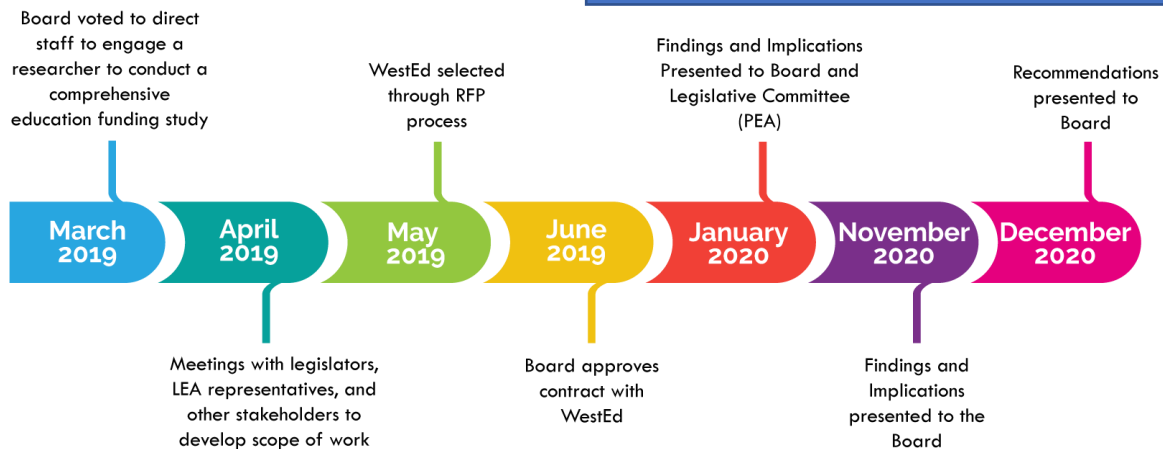 Board voted to direct
staff to engage a
researcher to conduct a
comprehensive
education funding study
WestEd selected
through RFP
process
Findings and Implications
Presented to Board and
Legislative Committee
(PEA)
Recommendations
presented to
Board
March
2019
April
2019
May
2019
June
2019
January
2020
November
2020
December
2020
Meetings with legislators,
LEA representatives, and
other stakeholders to
develop scope of work
Board approves
contract with
WestEd
Findings and
Implications
presented to the
Board